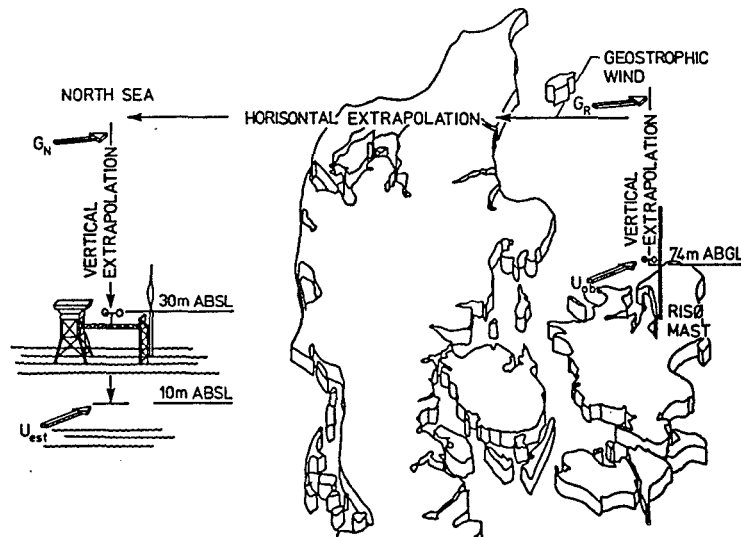 GEOSTROPHIC
WIND
NORTH SEA
HORISONTAL EXTRAPOLATION
G_R
G_N
VERTICAL
EXTRAPOLATION
VERTICAL
EXTRAPOLATION
74m ABGL
U_ob
30m ABSL
RISØ
MAST
10m ABSL
U_est